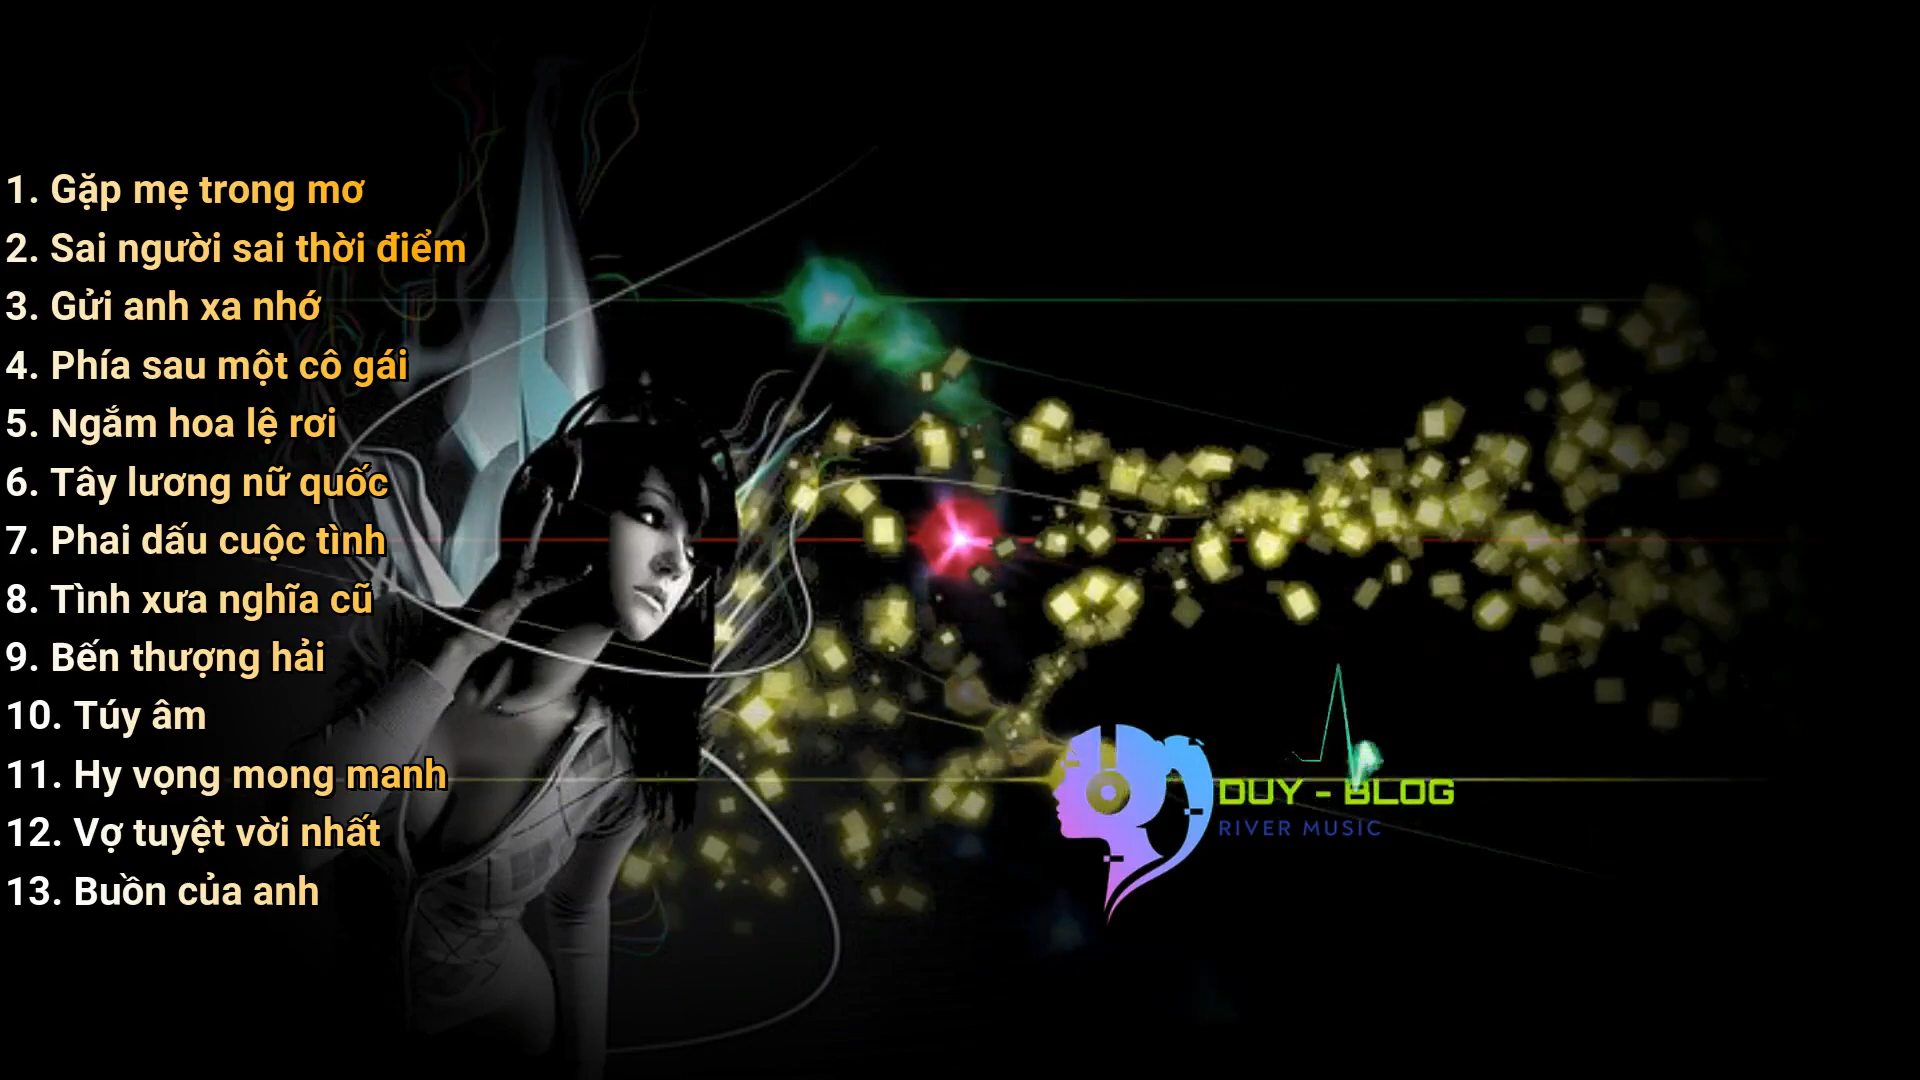 1. Gặp mẹ trong mơ
2. Sai người sai thời điểm
3. Gửi anh xa nhớ
4. Phía sau một cô gái
5. Ngắm hoa lệ rơi
6. Tây lương nữ quốc
7. Phai dấu cuộc tình
8. Tình xưa nghĩa cũ
9. Bến thượng hải
10. Túy âm
11. Hy vọng mong manh
12. Vợ tuyệt vời nhất
13. Buồn của anh
DUY - BLOG
RIVER MUSIC